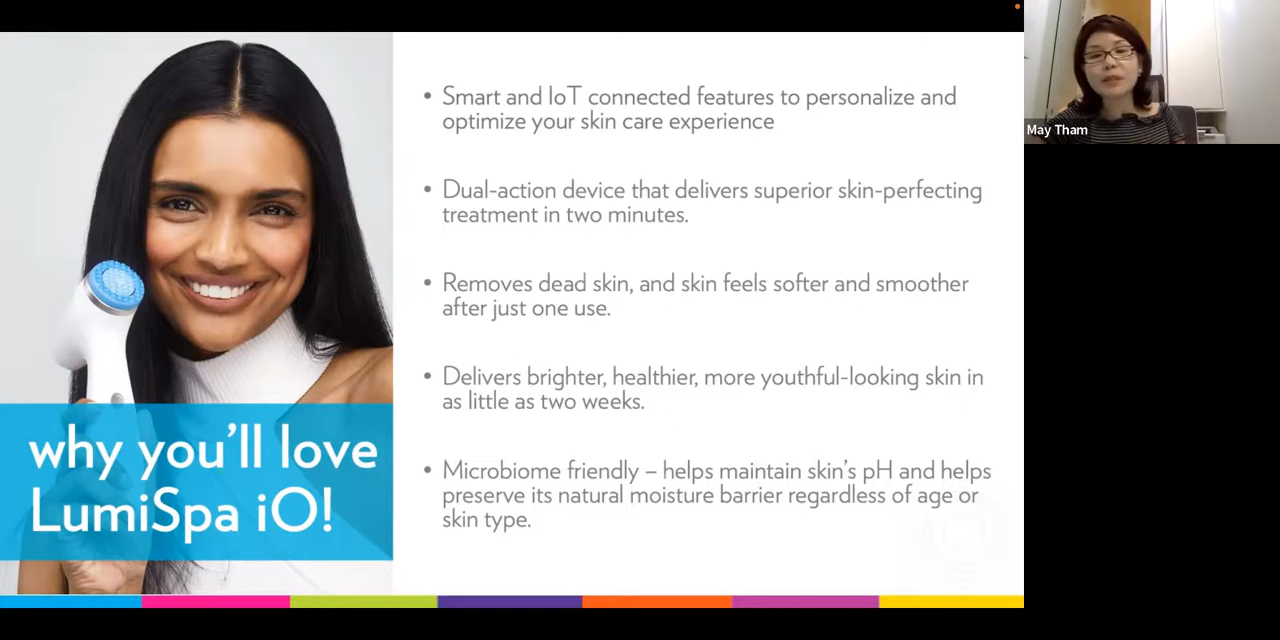 why you'll love
LumiSpa iO!
• Smart and IoT connected features to personalize and
optimize your skin care experience
• Dual-action device that delivers superior skin-perfecting
treatment in two minutes.
• Removes dead skin, and skin feels softer and smoother
after just one use.
• Delivers brighter, healthier, more youthful-looking skin in
as little as two weeks.
• Microbiome friendly – helps maintain skin's pH and helps
preserve its natural moisture barrier regardless of age or
skin type.
May Tham